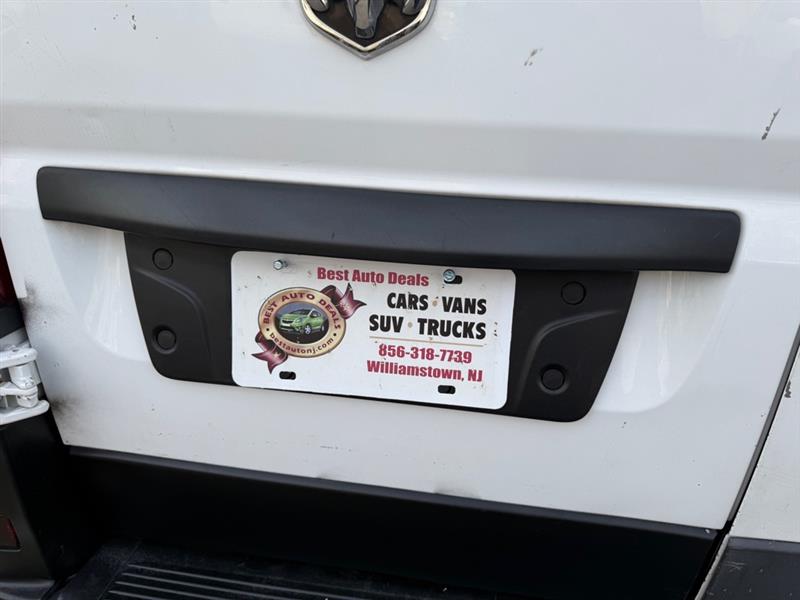 Best Auto Deals
BEST AUTO DEALS
bestautonj.com
CARS • VANS
SUV • TRUCKS
856-318-7739
Williamstown, NJ